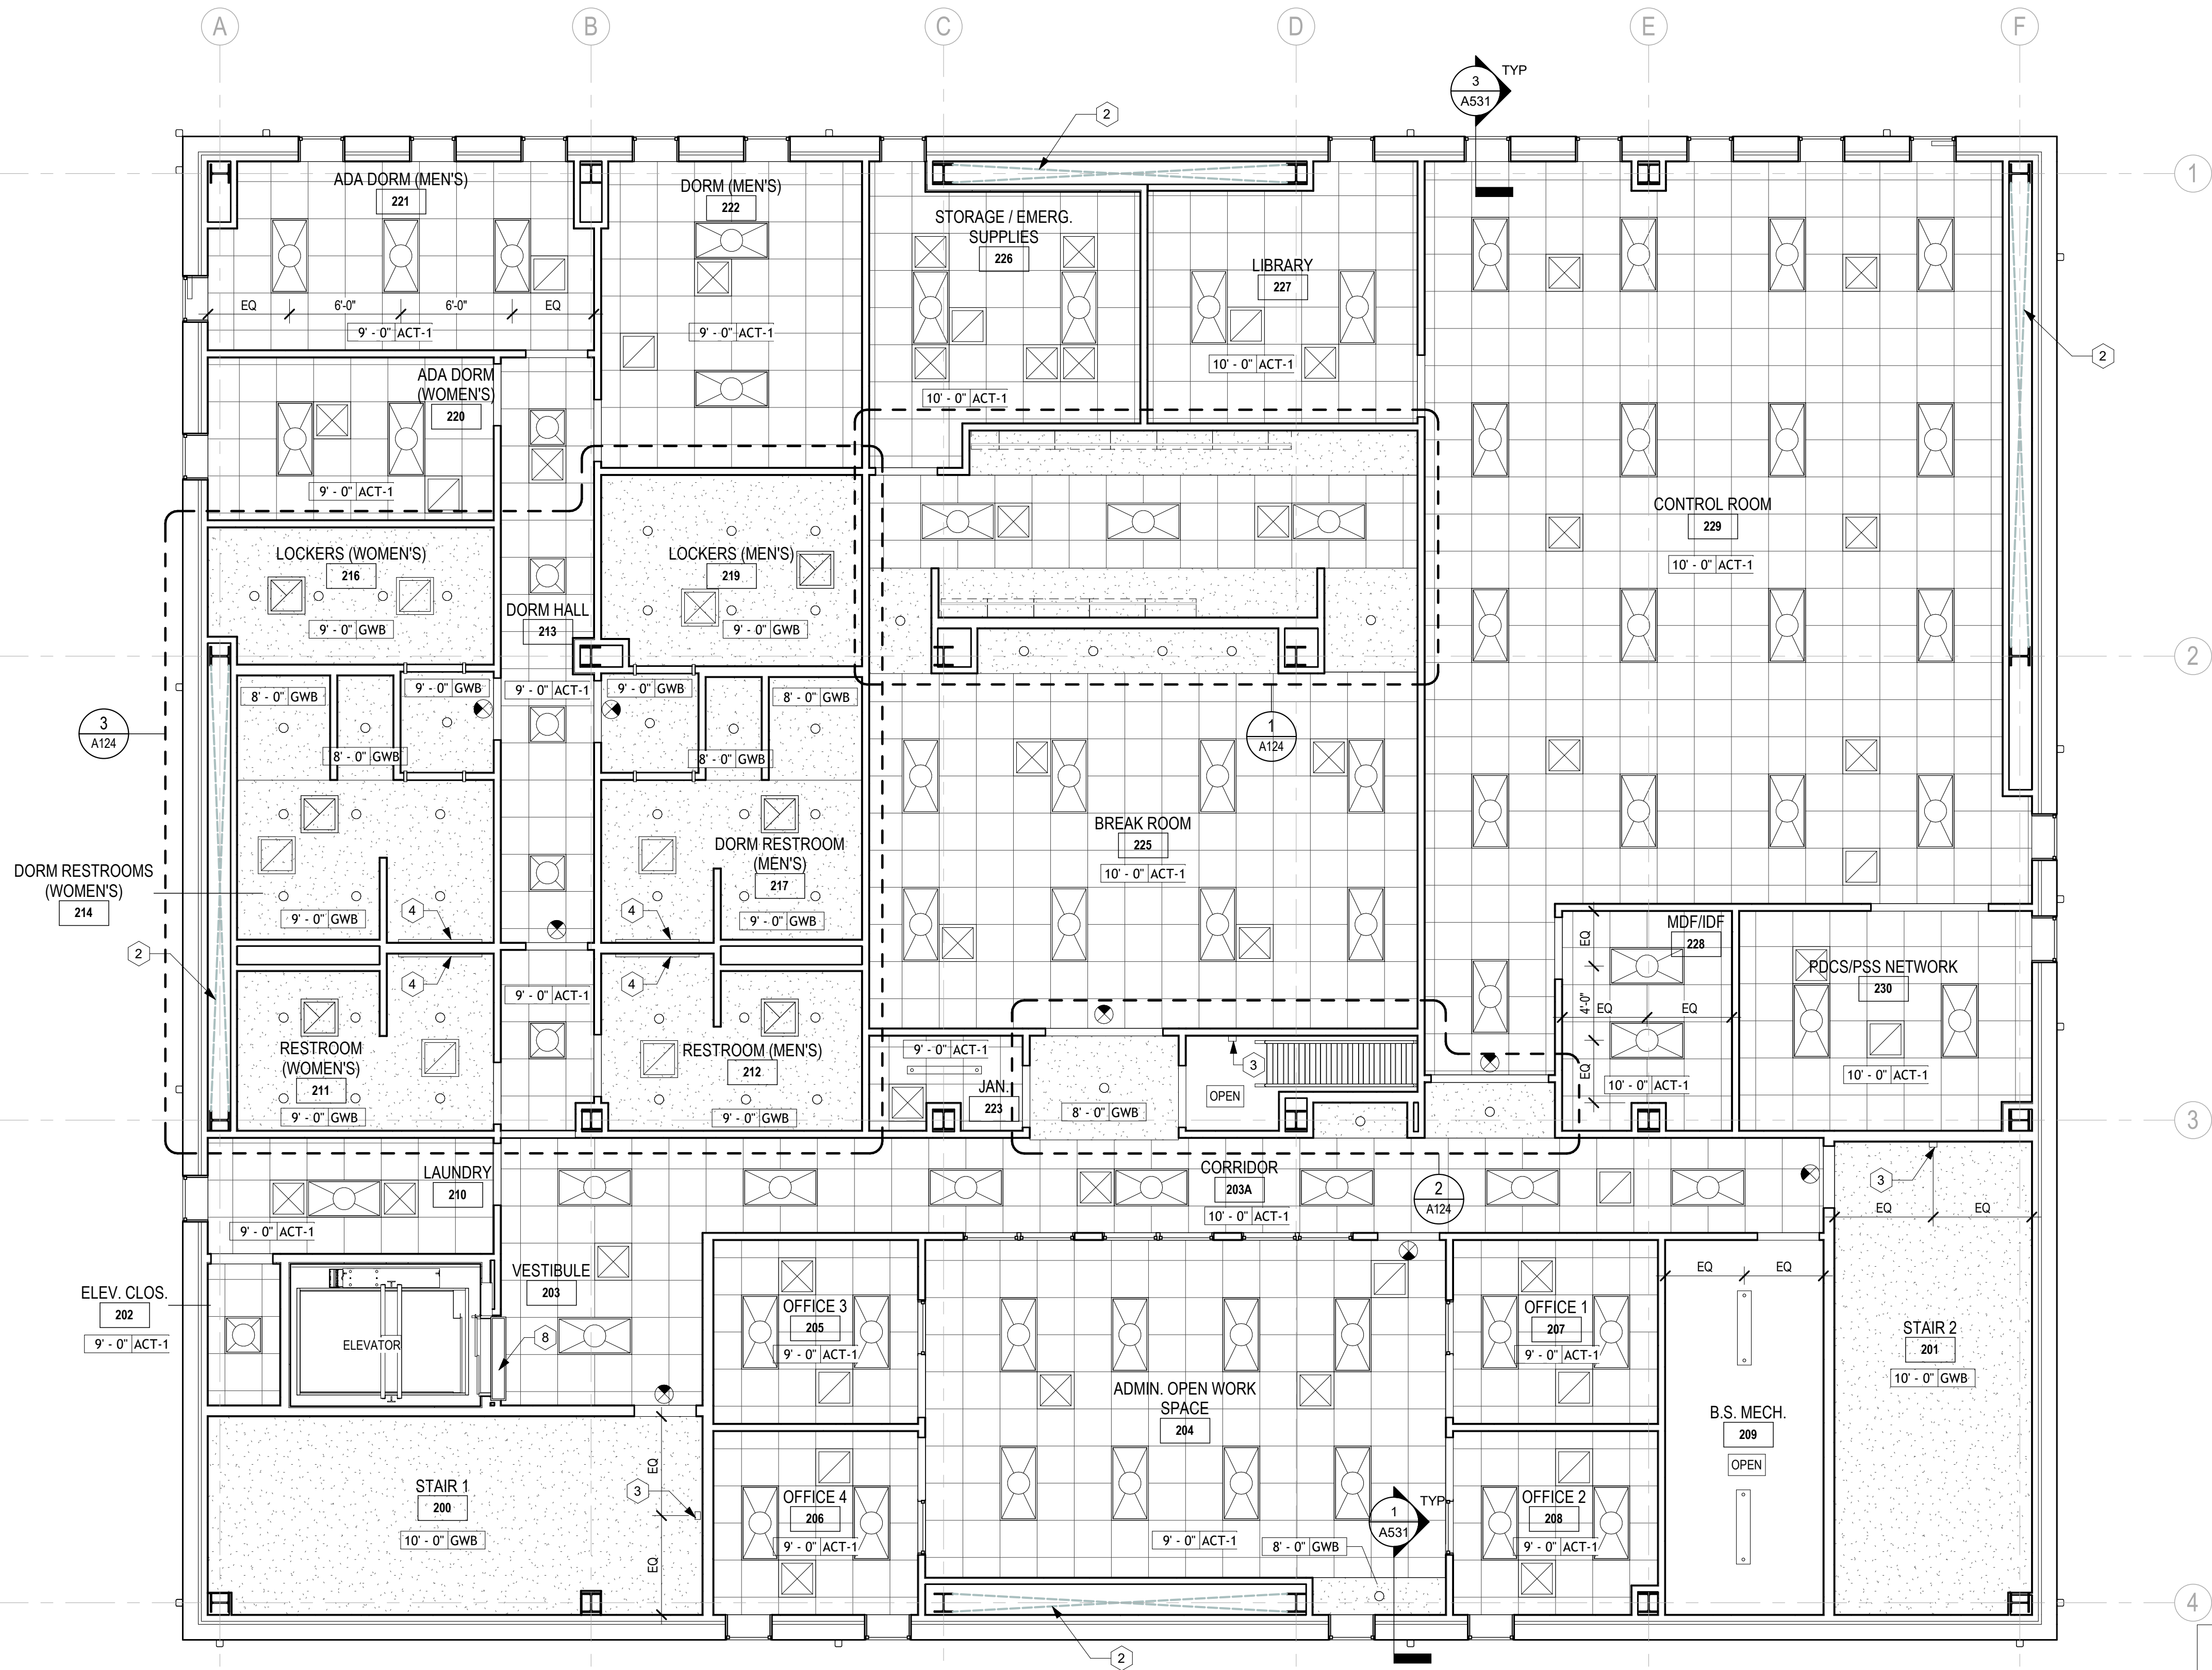 A
B
C
D
E
F
3
A531
TYP
2
1
ADA DORM (MEN'S)
221
DORM (MEN'S)
222
STORAGE / EMERG.
SUPPLIES
226
LIBRARY
227
EQ
6'-0"
6'-0"
EQ
9' - 0" ACT-1
9' - 0" ACT-1
10' - 0" ACT-1
2
ADA DORM
(WOMEN'S)
220
10' - 0" ACT-1
9' - 0" ACT-1
CONTROL ROOM
229
10' - 0" ACT-1
LOCKERS (WOMEN'S)
216
9' - 0" GWB
LOCKERS (MEN'S)
219
9' - 0" GWB
DORM HALL
213
2
8' - 0" GWB
9' - 0" GWB
9' - 0" ACT-1
9' - 0" GWB
8' - 0" GWB
3
A124
8' - 0" GWB
8' - 0" GWB
1
A124
BREAK ROOM
225
10' - 0" ACT-1
DORM RESTROOMS
(WOMEN'S)
214
DORM RESTROOM
(MEN'S)
217
9' - 0" GWB
4
4
9' - 0" GWB
2
4
4
9' - 0" ACT-1
MDF/IDF
228
EQ
4'-0"
EQ
EQ
EQ
10' - 0" ACT-1
PDCS/PSS NETWORK
230
10' - 0" ACT-1
RESTROOM
(WOMEN'S)
211
9' - 0" GWB
RESTROOM (MEN'S)
212
9' - 0" GWB
9' - 0" ACT-1
JAN.
223
8' - 0" GWB
3
OPEN
3
LAUNDRY
210
9' - 0" ACT-1
CORRIDOR
203A
10' - 0" ACT-1
2
A124
3
EQ
EQ
ELEV. CLOS.
202
9' - 0" ACT-1
ELEVATOR
VESTIBULE
203
8
OFFICE 3
205
9' - 0" ACT-1
OFFICE 1
207
9' - 0" ACT-1
EQ
EQ
STAIR 2
201
10' - 0" GWB
ADMIN. OPEN WORK
SPACE
204
B.S. MECH.
209
OPEN
STAIR 1
200
10' - 0" GWB
EQ
3
EQ
OFFICE 4
206
9' - 0" ACT-1
9' - 0" ACT-1
8' - 0" GWB
1
A531
TYP
OFFICE 2
208
9' - 0" ACT-1
4
2